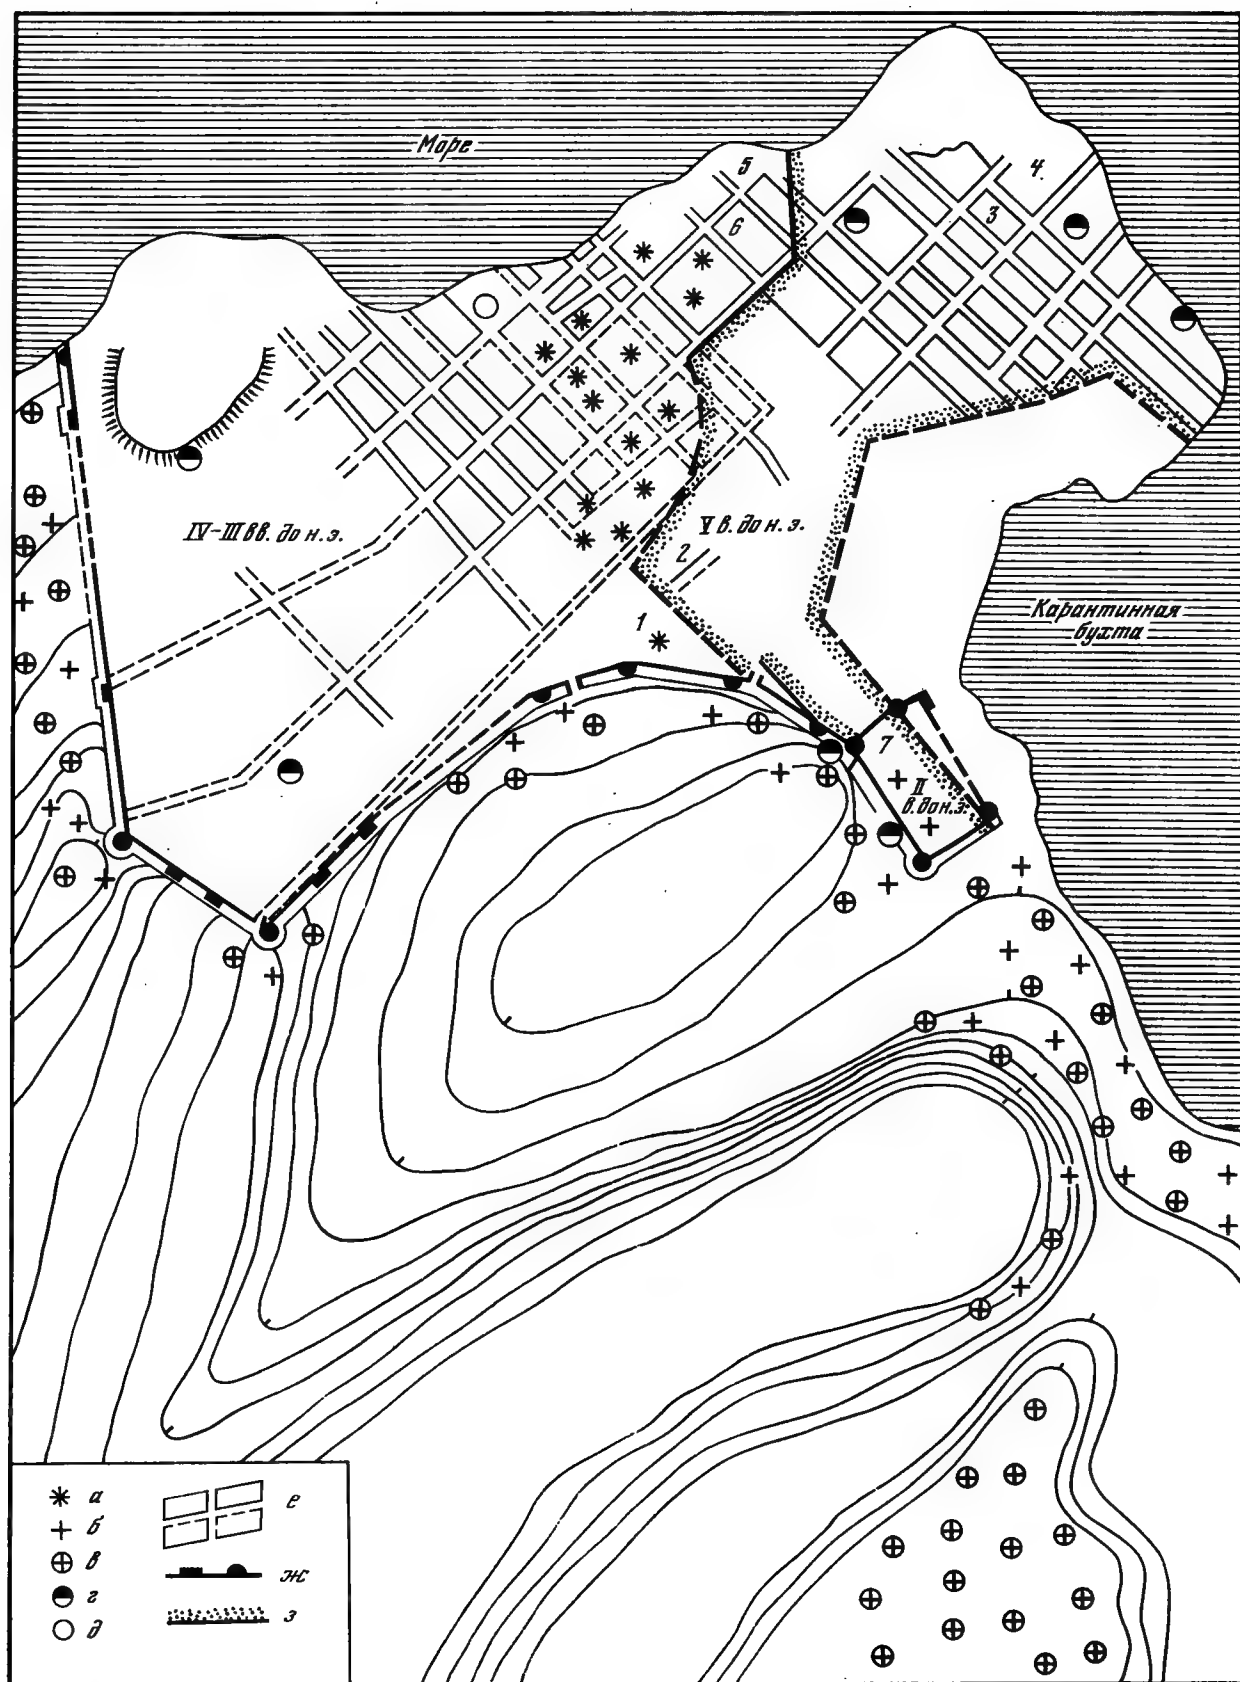 Море
5
4
6
3
IV-III вв. до н.э.
V в. до н.э.
2
1
Карантинная
бухта
7
II
в. до н.э.
а
б
в
г
д
е
ж
з